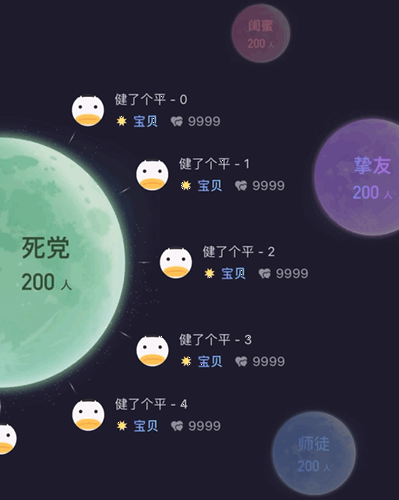 闺蜜
200 人
健了个平 - 0
宝贝 9999
健了个平 - 1
宝贝 9999
挚友
200 人
死党
200 人
健了个平 - 2
宝贝 9999
健了个平 - 3
宝贝 9999
健了个平 - 4
宝贝 9999
师徒
200 人